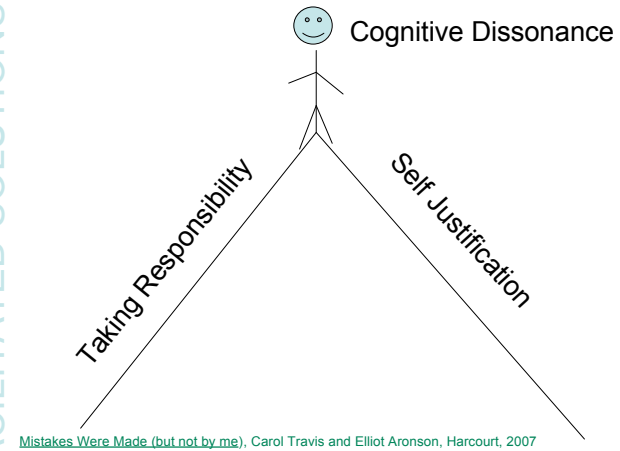 Cognitive Dissonance
Taking Responsibility
Self Justification
Mistakes Were Made (but not by me), Carol Travis and Elliot Aronson, Harcourt, 2007
SOLUTIONS